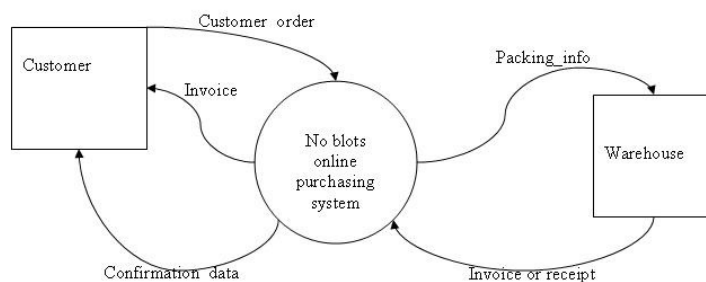 Customer order
Customer
Packing_info
Invoice
No blots
online
purchasing
system
Warehouse
Confirmation data
Invoice or receipt